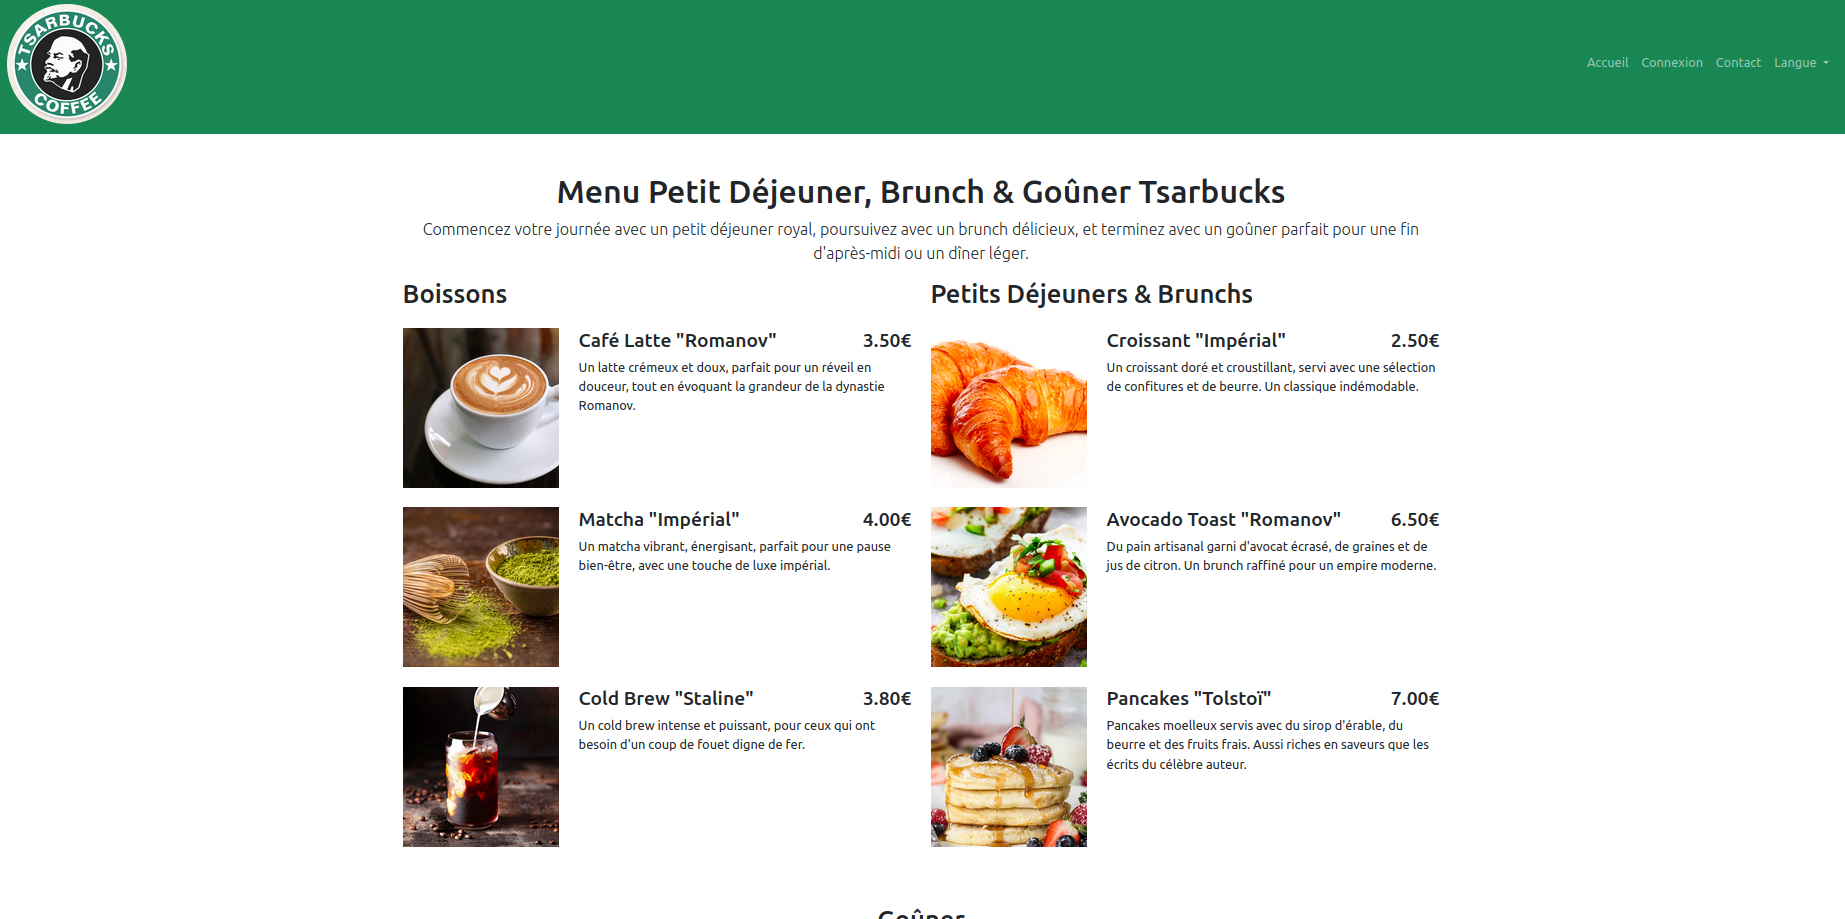 TSARBUCKS
COFFEE
Accueil Connexion Contact Langue
Menu Petit Déjeuner, Brunch & Goûner Tsarbucks
Commencez votre journée avec un petit déjeuner royal, poursuivez avec un brunch délicieux, et terminez avec un goûner parfait pour une fin
d'après-midi ou un dîner léger.
Boissons
Café Latte "Romanov" 3.50€
Un latte crémeux et doux, parfait pour un réveil en
douceur, tout en évoquant la grandeur de la dynastie
Romanov.
Matcha "Impérial" 4.00€
Un matcha vibrant, énergisant, parfait pour une pause
bien-être, avec une touche de luxe impérial.
Cold Brew "Staline" 3.80€
Un cold brew intense et puissant, pour ceux qui ont
besoin d'un coup de fouet digne de fer.
Petits Déjeuners & Brunchs
Croissant "Impérial" 2.50€
Un croissant doré et croustillant, servi avec une sélection
de confitures et de beurre. Un classique indémodable.
Avocado Toast "Romanov" 6.50€
Du pain artisanal garni d'avocat écrasé, de graines et de
jus de citron. Un brunch raffiné pour un empire moderne.
Pancakes "Tolstoï" 7.00€
Pancakes moelleux servis avec du sirop d'érable, du
beurre et des fruits frais. Aussi riches en saveurs que les
écrits du célèbre auteur.
Goûner